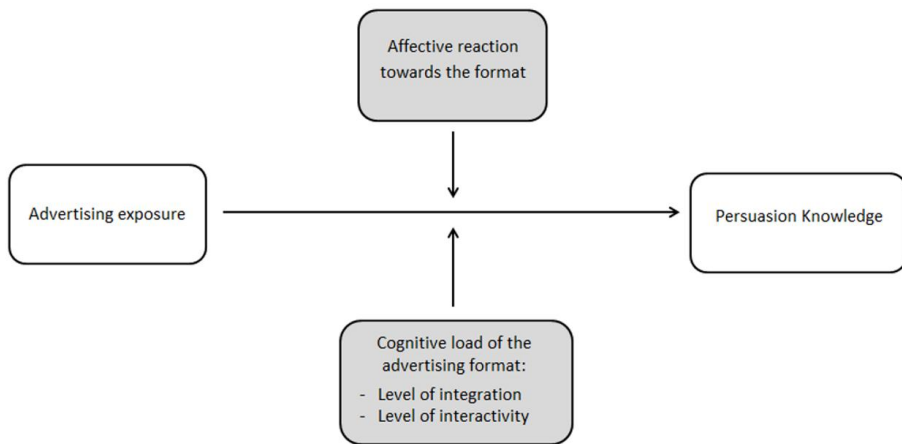 Affective reaction
towards the format
Advertising exposure
Persuasion Knowledge
Cognitive load of the
advertising format:
- Level of integration
- Level of interactivity